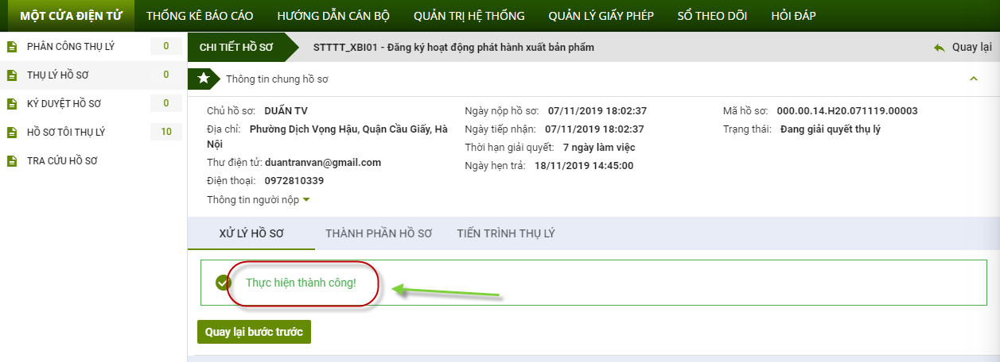 MỘT CỬA ĐIỆN TỬ THỐNG KÊ BÁO CÁO HƯỚNG DẪN CÁN BỘ QUẢN TRỊ HỆ THỐNG QUẢN LÝ GIẤY PHÉP SỔ THEO DÕI HỎI ĐÁP
PHÂN CÔNG THỤ LÝ 0
THỤ LÝ HỒ SƠ 0
KÝ DUYỆT HỒ SƠ 0
HỒ SƠ TÔI THỤ LÝ 10
TRA CỨU HỒ SƠ
CHI TIẾT HỒ SƠ STTTT_XBI01 - Đăng ký hoạt động phát hành xuất bản phẩm Quay lại
Thông tin chung hồ sơ
Chủ hồ sơ: DUẨN TV
Địa chỉ: Phường Dịch Vọng Hậu, Quận Cầu Giấy, Hà
Nội
Thư điện tử: duantranvan@gmail.com
Điện thoại: 0972810339
Thông tin người nộp
Ngày nộp hồ sơ: 07/11/2019 18:02:37
Ngày tiếp nhận: 07/11/2019 18:02:37
Thời hạn giải quyết: 7 ngày làm việc
Ngày hẹn trả: 18/11/2019 14:45:00
Mã hồ sơ: 000.00.14.H20.071119.00003
Trạng thái: Đang giải quyết thụ lý
XỬ LÝ HỒ SƠ THÀNH PHẦN HỒ SƠ TIẾN TRÌNH THỤ LÝ
Thực hiện thành công!
Quay lại bước trước